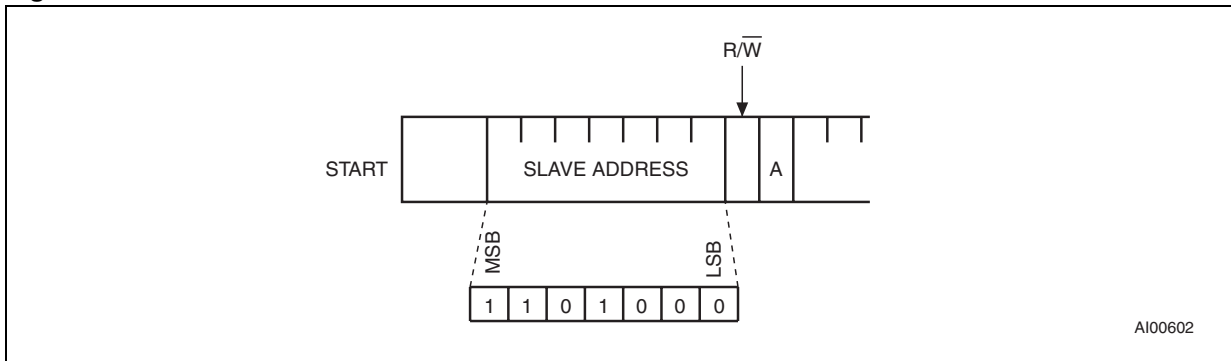 R/W̅
START
SLAVE ADDRESS
A
MSB
LSB
1 1 0 1 0 0 0
AI00602